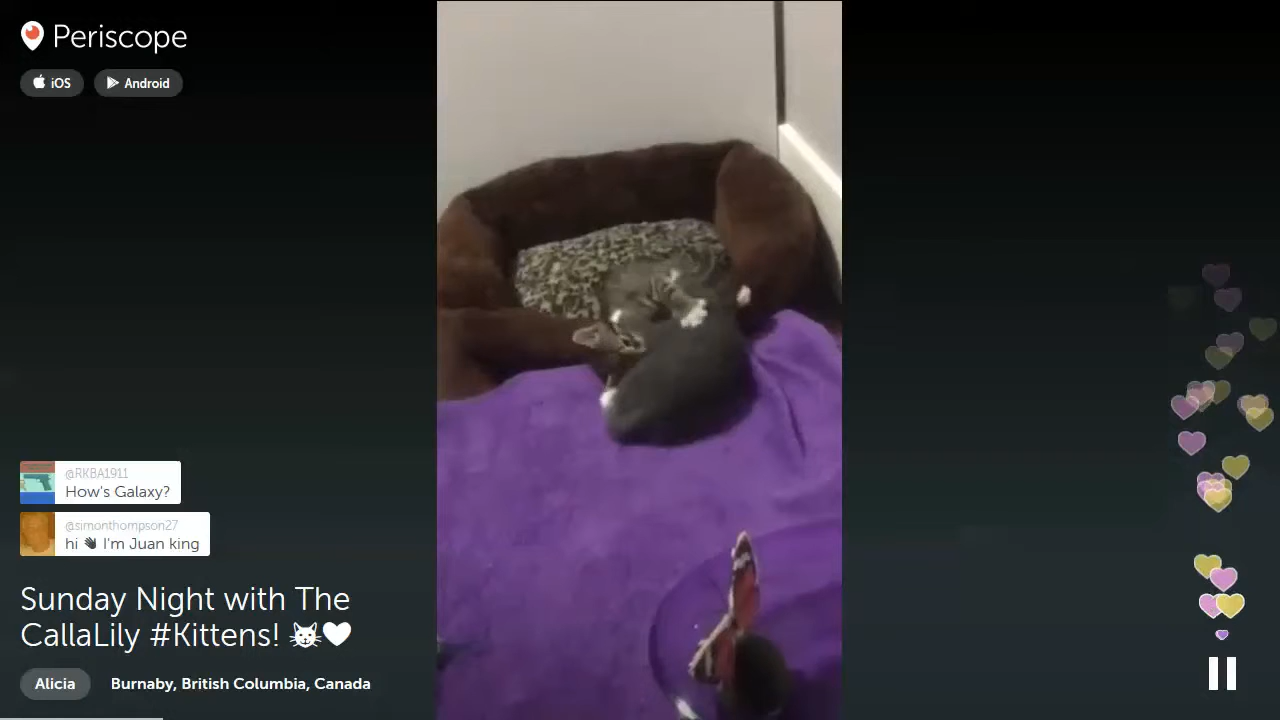 Periscope
iOS
Android
@RKBA1911
How's Galaxy?
@simonthompson27
hi 👋 I'm Juan king
Sunday Night with The
CallaLily #Kittens! 😺❤
Alicia
Burnaby, British Columbia, Canada